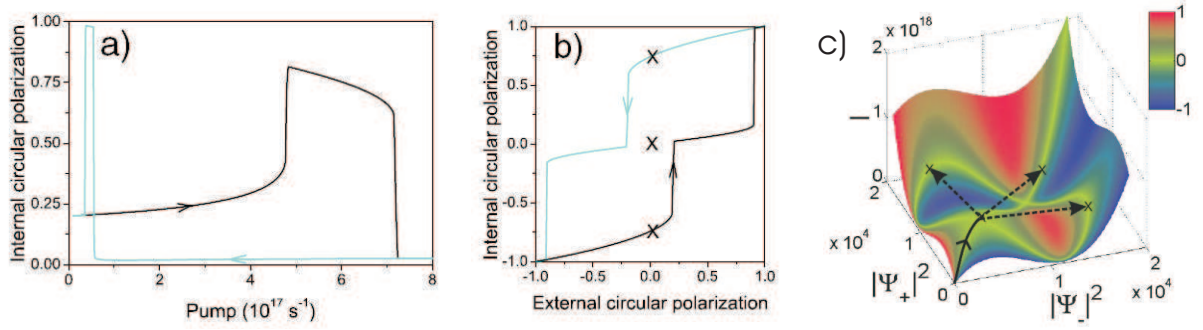 a)
Internal circular polarization
1.00
0.75
0.50
0.25
0.00
0
2
4
6
8
Pump (10¹⁷ s⁻¹)
b)
Internal circular polarization
1.0
0.5
0.0
-0.5
-1.0
-1.0
-0.5
0.0
0.5
1.0
External circular polarization
X
X
X
c)
x 10¹⁸
2
1
0
I
2
1
0
x 10⁴
|Ψ₊|²
0
1
2
x 10⁴
|Ψ₋|²
x
x
x
1
0
-1